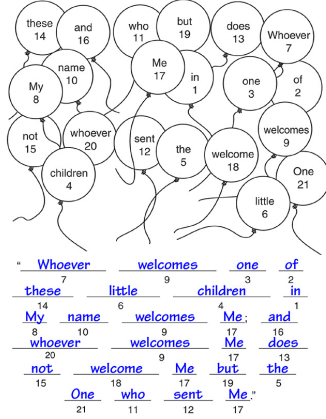 these
14
and
16
who
11
but
19
does
13
Whoever
7
name
10
Me
17
in
1
one
3
of
2
My
8
not
15
whoever
20
sent
12
the
5
welcome
18
welcomes
9
One
21
children
4
little
6
“ Whoever welcomes one of
7 9 3 2
these little children in
14 6 4 1
My name welcomes Me; and
8 10 9 17 16
whoever welcomes Me does
20 9 17 13
not welcome Me but the
15 18 17 19 5
One who sent Me.”
21 11 12 17